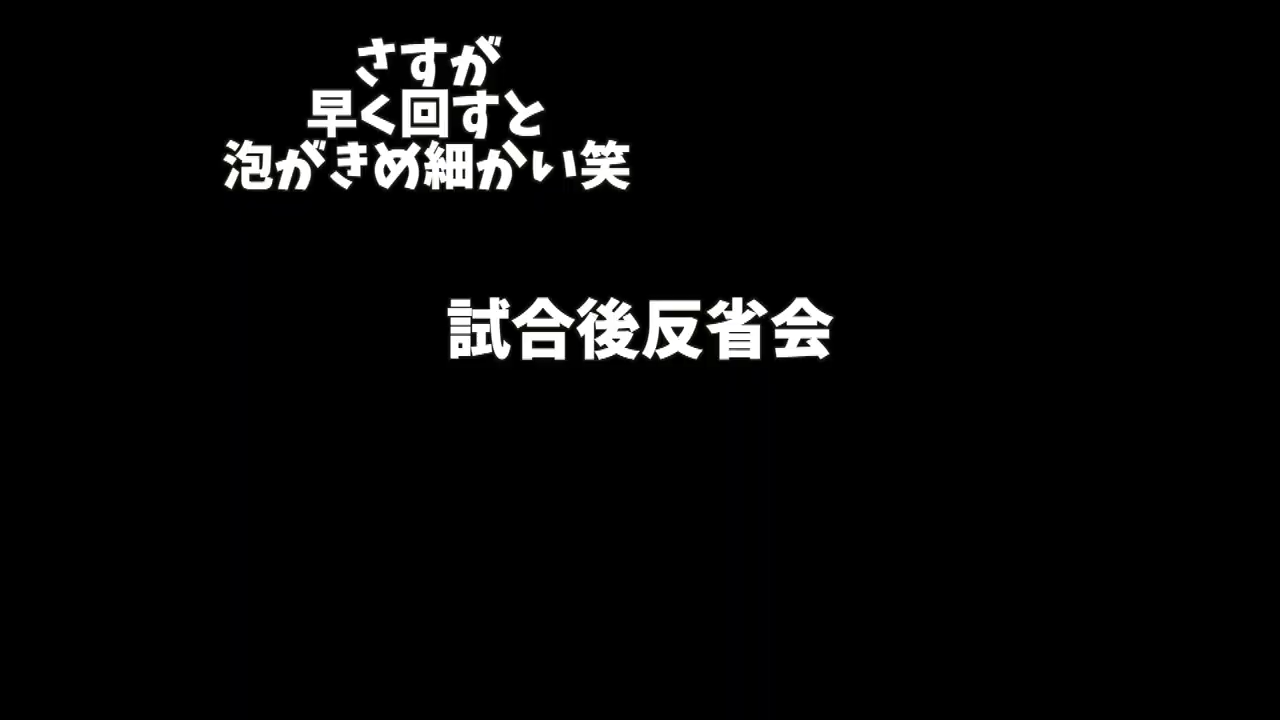 さすが
早く回すと
泡がきめ細かい笑
試合後反省会